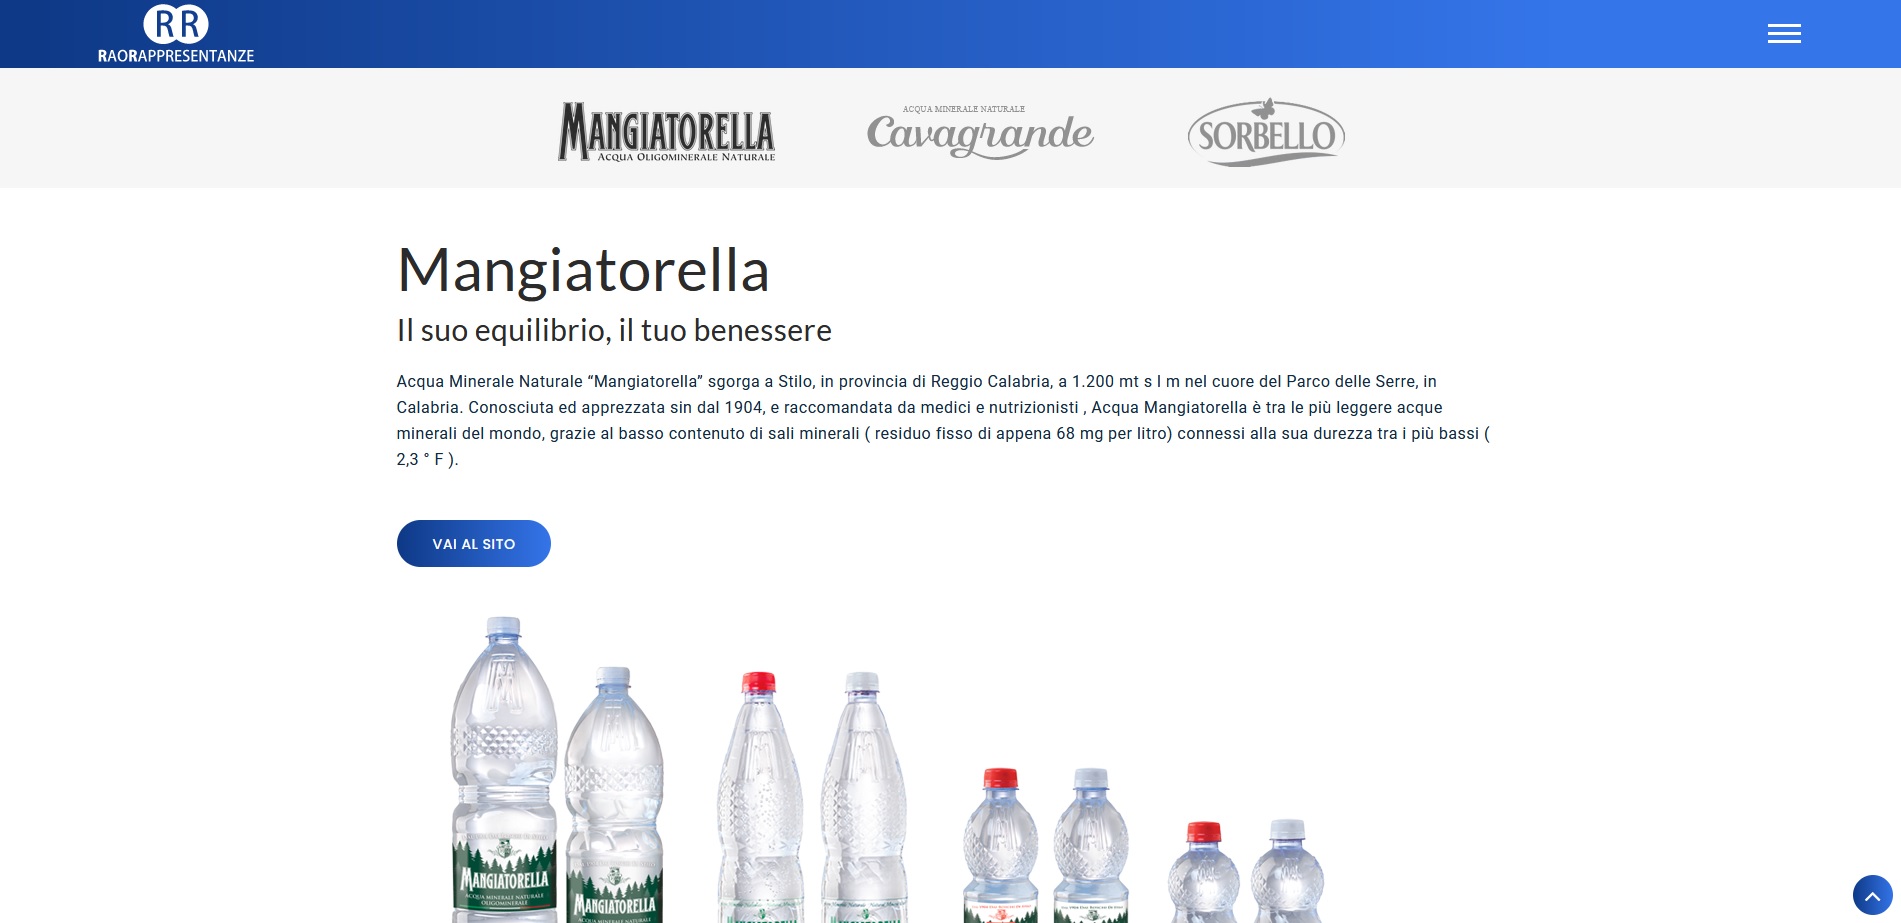 RR
RAORAPPRESENTANZE
MANGIATORELLA
ACQUA OLIGOMINERALE NATURALE
ACQUA MINERALE NATURALE
Cavagrande
SORBELLO
Mangiatorella
Il suo equilibrio, il tuo benessere
Acqua Minerale Naturale “Mangiatorella” sgorga a Stilo, in provincia di Reggio Calabria, a 1.200 mt s l m nel cuore del Parco delle Serre, in
Calabria. Conosciuta ed apprezzata sin dal 1904, e raccomandata da medici e nutrizionisti , Acqua Mangiatorella è tra le più leggere acque
minerali del mondo, grazie al basso contenuto di sali minerali ( residuo fisso di appena 68 mg per litro) connessi alla sua durezza tra i più bassi (
2,3 ° F ).
VAI AL SITO
MANGIATORELLA
ACQUA MINERALE NATURALE
OLIGOMINERALE
MANGIATORELLA
ACQUA MINERALE NATURALE